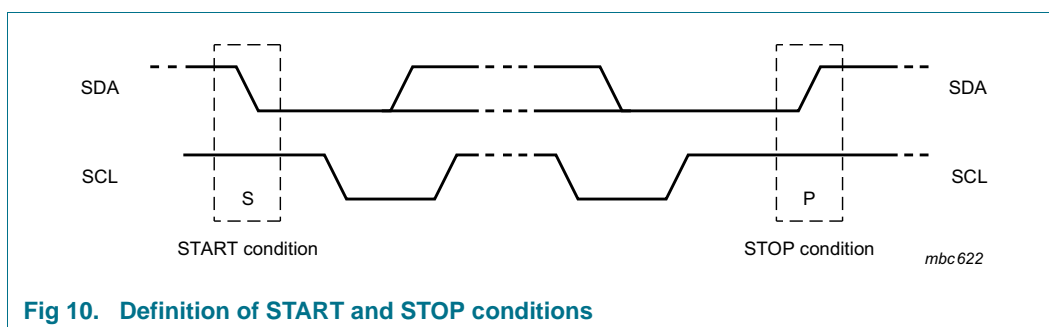 SDA
SDA
SCL
SCL
S
P
START condition
STOP condition
mbc622
Fig 10. Definition of START and STOP conditions